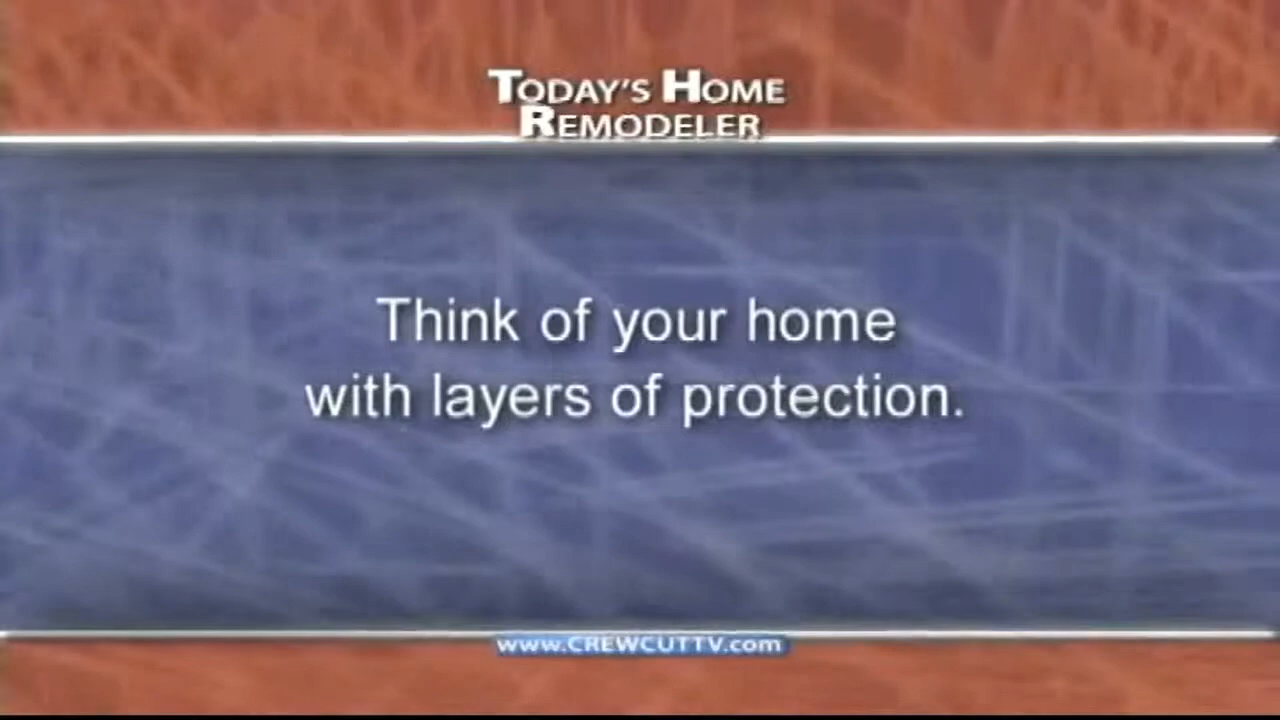 TODAY'S HOME
REMODELER
Think of your home
with layers of protection.
www.CREWCUTTV.com